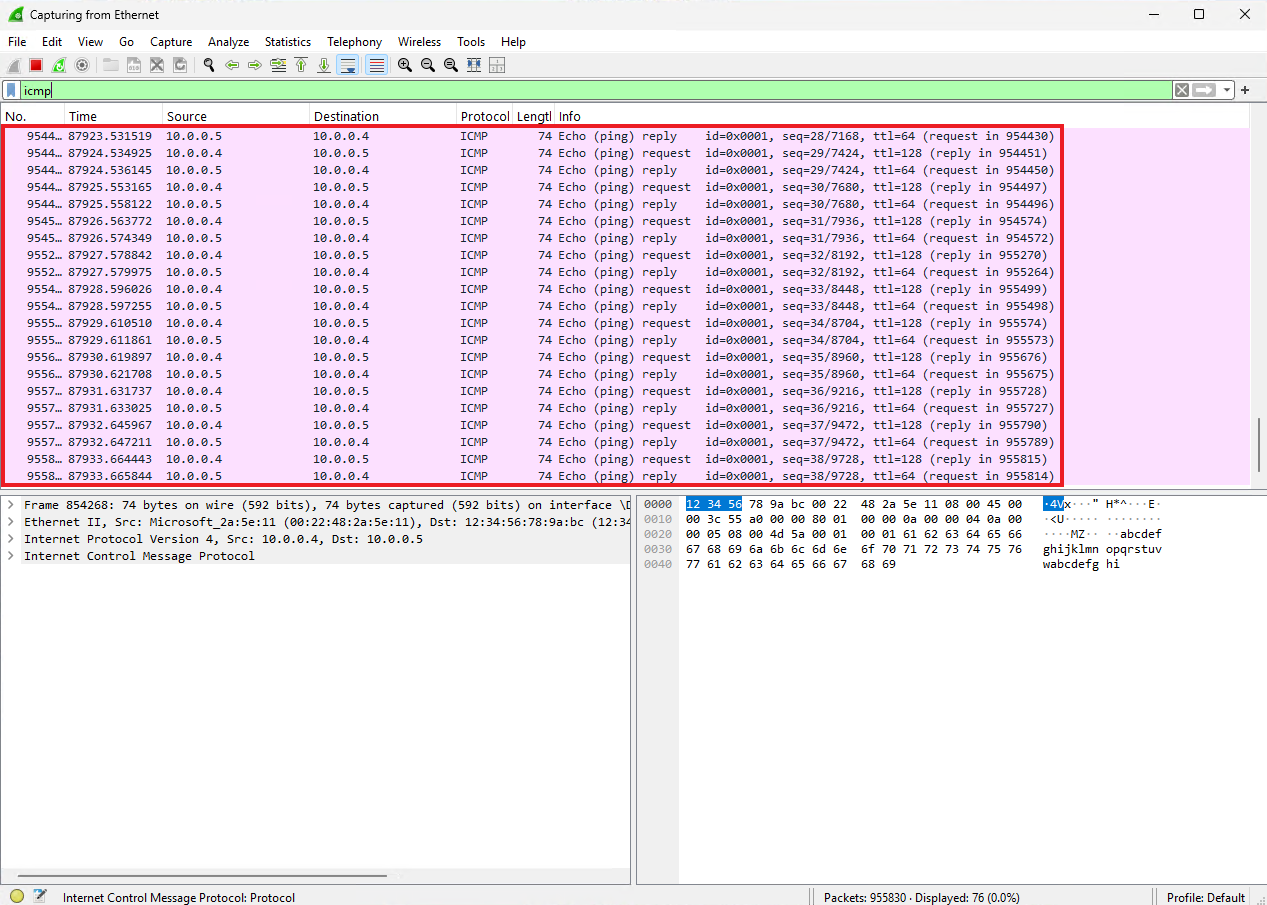 Capturing from Ethernet
File Edit View Go Capture Analyze Statistics Telephony Wireless Tools Help
icmp
No. Time Source Destination Protocol Lengtl Info
9544… 87923.531519 10.0.0.5 10.0.0.4 ICMP 74 Echo (ping) reply id=0x0001, seq=28/7168, ttl=64 (request in 954430)
9544… 87924.534925 10.0.0.4 10.0.0.5 ICMP 74 Echo (ping) request id=0x0001, seq=29/7424, ttl=128 (reply in 954451)
9544… 87924.536145 10.0.0.5 10.0.0.4 ICMP 74 Echo (ping) reply id=0x0001, seq=29/7424, ttl=64 (request in 954450)
9544… 87925.553165 10.0.0.4 10.0.0.5 ICMP 74 Echo (ping) request id=0x0001, seq=30/7680, ttl=128 (reply in 954497)
9544… 87925.558122 10.0.0.5 10.0.0.4 ICMP 74 Echo (ping) reply id=0x0001, seq=30/7680, ttl=64 (request in 954496)
9545… 87926.563772 10.0.0.4 10.0.0.5 ICMP 74 Echo (ping) request id=0x0001, seq=31/7936, ttl=128 (reply in 954574)
9545… 87926.574349 10.0.0.5 10.0.0.4 ICMP 74 Echo (ping) reply id=0x0001, seq=31/7936, ttl=64 (request in 954572)
9552… 87927.578842 10.0.0.4 10.0.0.5 ICMP 74 Echo (ping) request id=0x0001, seq=32/8192, ttl=128 (reply in 955270)
9552… 87927.579975 10.0.0.5 10.0.0.4 ICMP 74 Echo (ping) reply id=0x0001, seq=32/8192, ttl=64 (request in 955264)
9554… 87928.596026 10.0.0.4 10.0.0.5 ICMP 74 Echo (ping) request id=0x0001, seq=33/8448, ttl=128 (reply in 955499)
9554… 87928.597255 10.0.0.5 10.0.0.4 ICMP 74 Echo (ping) reply id=0x0001, seq=33/8448, ttl=64 (request in 955498)
9555… 87929.610510 10.0.0.4 10.0.0.5 ICMP 74 Echo (ping) request id=0x0001, seq=34/8704, ttl=128 (reply in 955574)
9555… 87929.611861 10.0.0.5 10.0.0.4 ICMP 74 Echo (ping) reply id=0x0001, seq=34/8704, ttl=64 (request in 955573)
9556… 87930.619897 10.0.0.4 10.0.0.5 ICMP 74 Echo (ping) request id=0x0001, seq=35/8960, ttl=128 (reply in 955676)
9556… 87930.621708 10.0.0.5 10.0.0.4 ICMP 74 Echo (ping) reply id=0x0001, seq=35/8960, ttl=64 (request in 955675)
9557… 87931.631737 10.0.0.4 10.0.0.5 ICMP 74 Echo (ping) request id=0x0001, seq=36/9216, ttl=128 (reply in 955728)
9557… 87931.633025 10.0.0.5 10.0.0.4 ICMP 74 Echo (ping) reply id=0x0001, seq=36/9216, ttl=64 (request in 955727)
9557… 87932.645967 10.0.0.4 10.0.0.5 ICMP 74 Echo (ping) request id=0x0001, seq=37/9472, ttl=128 (reply in 955790)
9557… 87932.647211 10.0.0.5 10.0.0.4 ICMP 74 Echo (ping) reply id=0x0001, seq=37/9472, ttl=64 (request in 955789)
9558… 87933.664443 10.0.0.4 10.0.0.5 ICMP 74 Echo (ping) request id=0x0001, seq=38/9728, ttl=128 (reply in 955815)
9558… 87933.665844 10.0.0.5 10.0.0.4 ICMP 74 Echo (ping) reply id=0x0001, seq=38/9728, ttl=64 (request in 955814)
Frame 854268: 74 bytes on wire (592 bits), 74 bytes captured (592 bits) on interface \D
Ethernet II, Src: Microsoft_2a:5e:11 (00:22:48:2a:5e:11), Dst: 12:34:56:78:9a:bc (12:34
Internet Protocol Version 4, Src: 10.0.0.4, Dst: 10.0.0.5
Internet Control Message Protocol
0000 12 34 56 78 9a bc 00 22 48 2a 5e 11 08 00 45 00 ·4Vx···" H*^···E·
0010 00 3c 55 a0 00 00 80 01 00 00 0a 00 00 04 0a 00 ·<U····· ········
0020 00 05 08 00 4d 5a 00 01 00 01 61 62 63 64 65 66 ····MZ·· ··abcdef
0030 67 68 69 6a 6b 6c 6d 6e 6f 70 71 72 73 74 75 76 ghijklmn opqrstuv
0040 77 61 62 63 64 65 66 67 68 69 wabcdefg hi
Internet Control Message Protocol: Protocol
Packets: 955830 · Displayed: 76 (0.0%)
Profile: Default